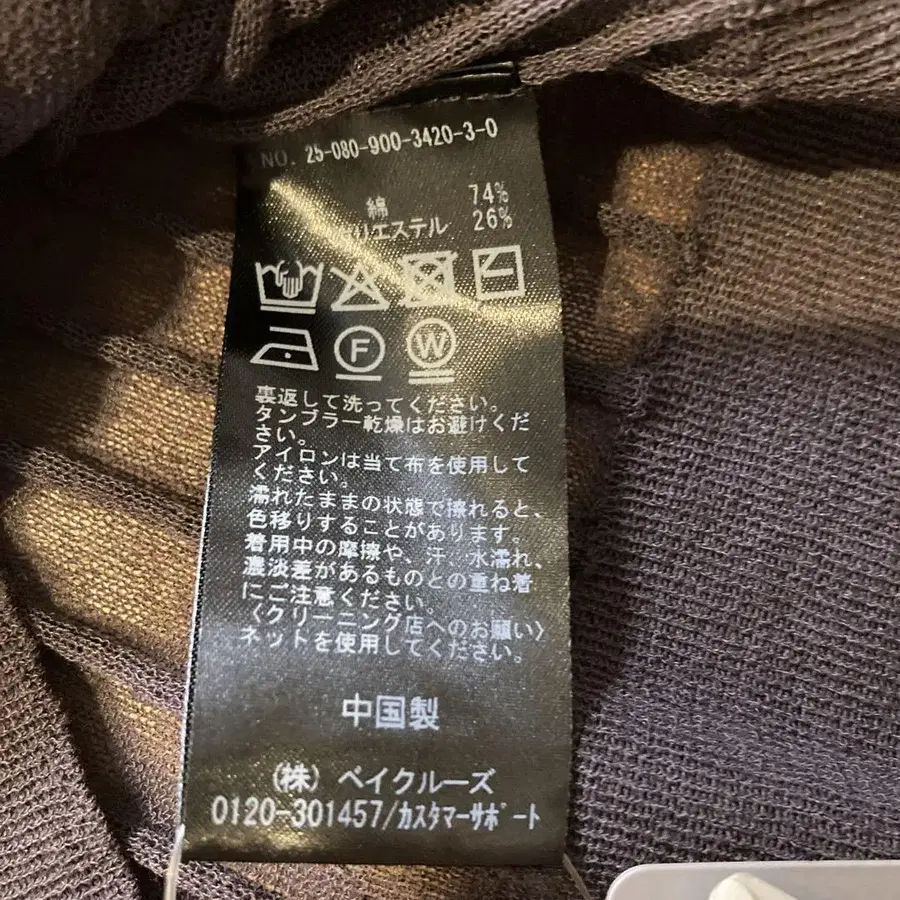 NO. 25-080-900-3420-3-0
綿 74%
ポリエステル 26%
F W
裏返して洗ってください。
タンブラー乾燥はお避けくだ
さい。
アイロンは当て布を使用して
ください。
濡れたままの状態で擦れると、
色移りすることがあります。
着用中の摩擦や、汗・水濡れ、
濃淡差があるものとの重ね着
にご注意ください。
〈クリーニング店へのお願い〉
ネットを使用してください。
中国製
(株) ベイクルーズ
0120-301457/カスタマーサポート